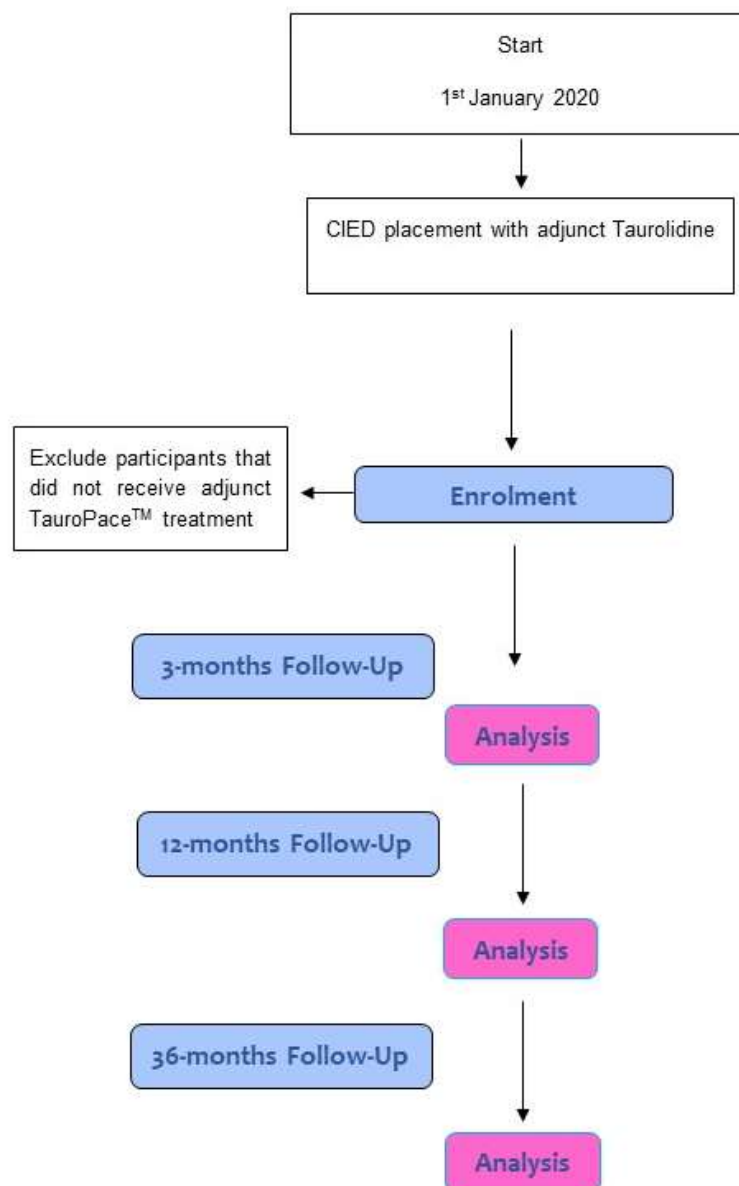 Start
1st January 2020
CIED placement with adjunct Taurolidine
Exclude participants that
did not receive adjunct
TauroPace™ treatment
Enrolment
3-months Follow-Up
Analysis
12-months Follow-Up
Analysis
36-months Follow-Up
Analysis